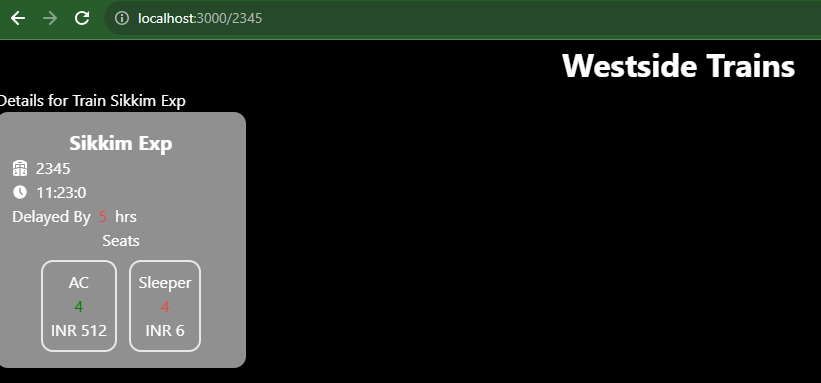 localhost:3000/2345
Westside Trains
Details for Train Sikkim Exp
Sikkim Exp
2345
11:23:0
Delayed By 5 hrs
Seats
AC
4
INR 512
Sleeper
4
INR 6